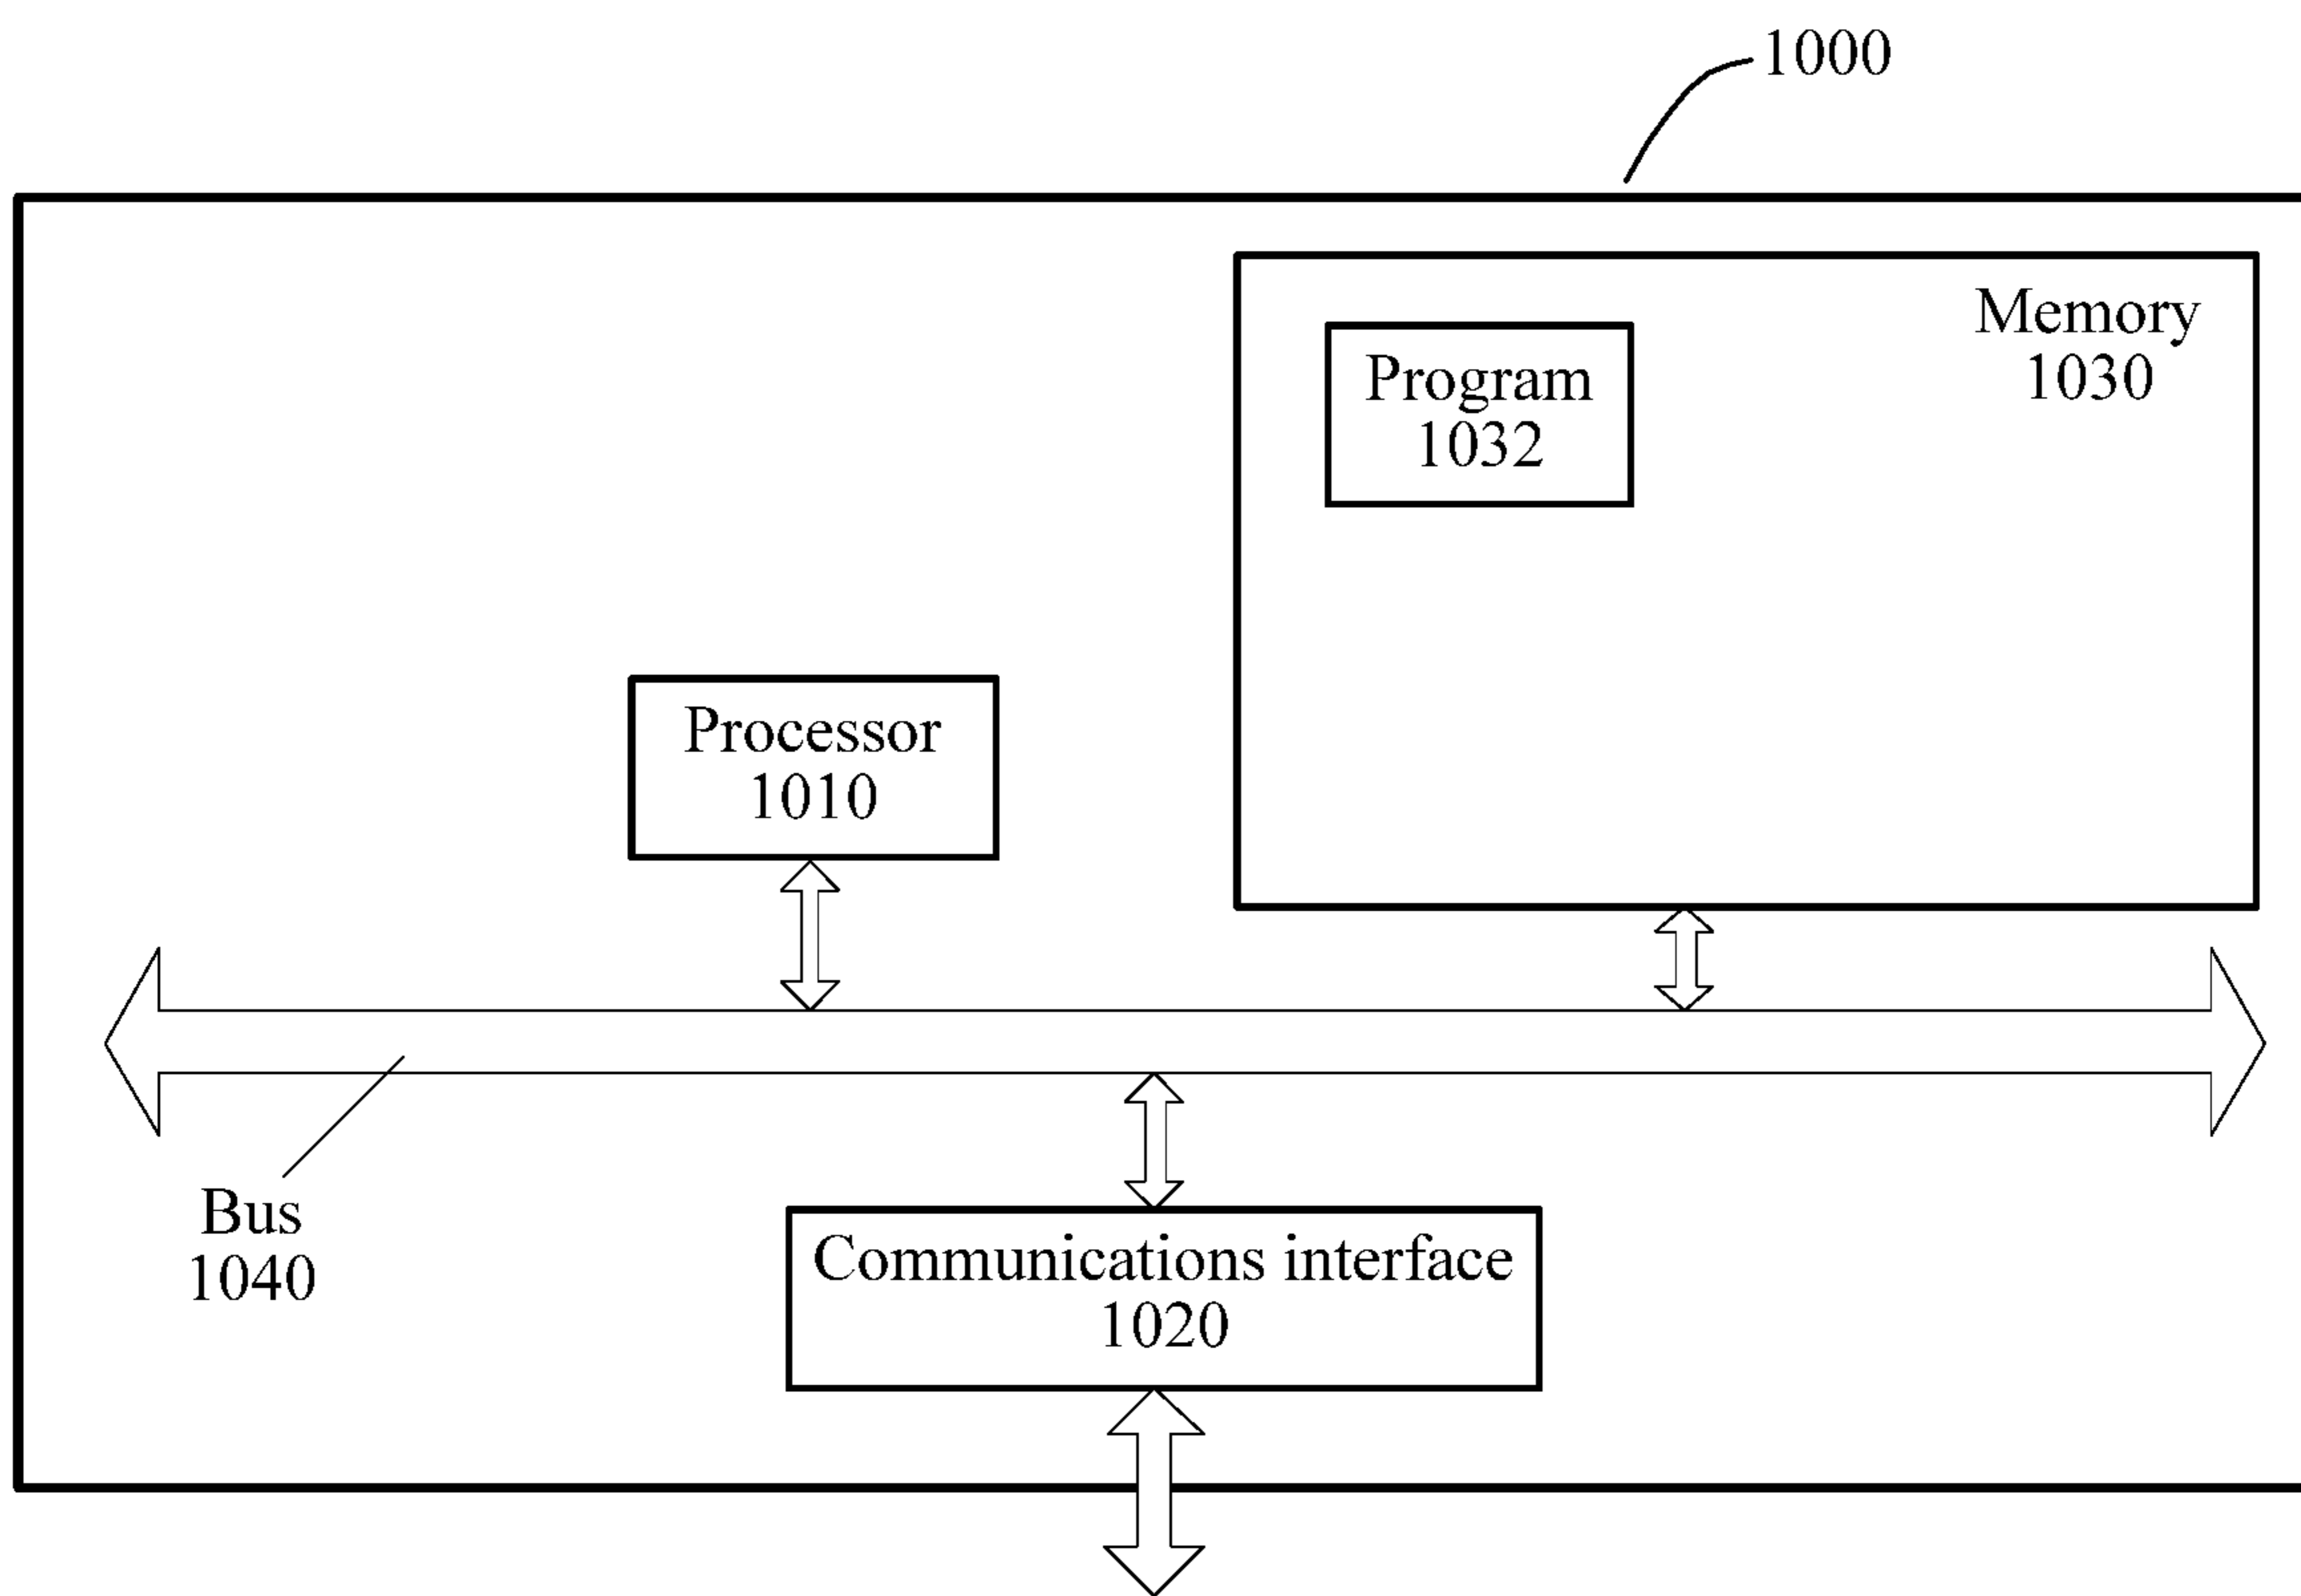 1000
Memory
1030
Program
1032
Processor
1010
Bus
1040
Communications interface
1020